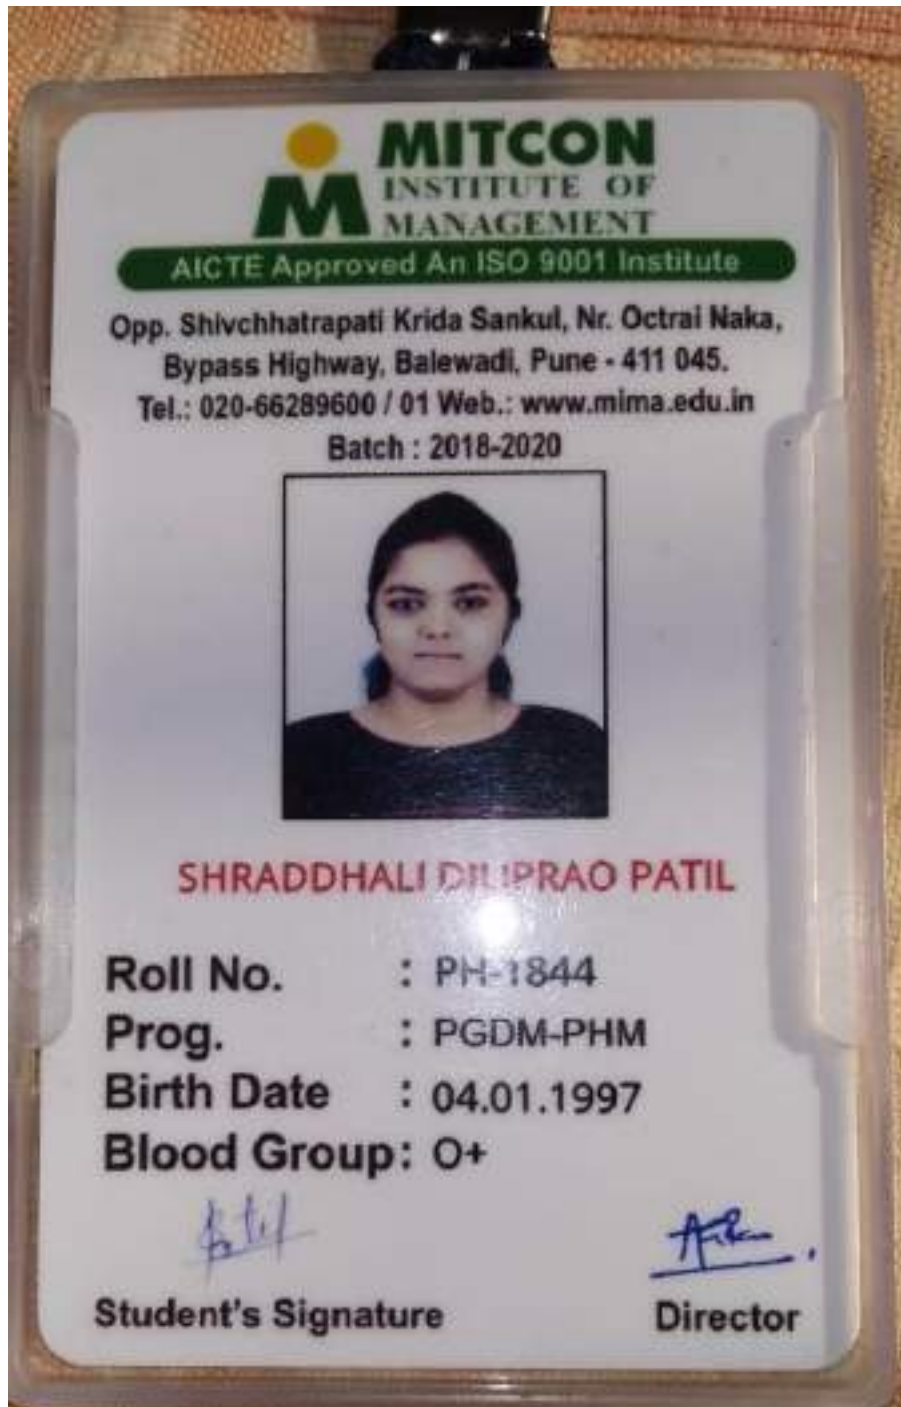 MITCON
INSTITUTE OF
MANAGEMENT
AICTE Approved An ISO 9001 Institute
Opp. Shivchhatrapati Krida Sankul, Nr. Octrai Naka,
Bypass Highway, Balewadi, Pune - 411 045.
Tel.: 020-66289600 / 01 Web.: www.mima.edu.in
Batch : 2018-2020
SHRADDHALI DILIPRAO PATIL
Roll No. : PH-1844
Prog. : PGDM-PHM
Birth Date : 04.01.1997
Blood Group: O+
Student's Signature Director